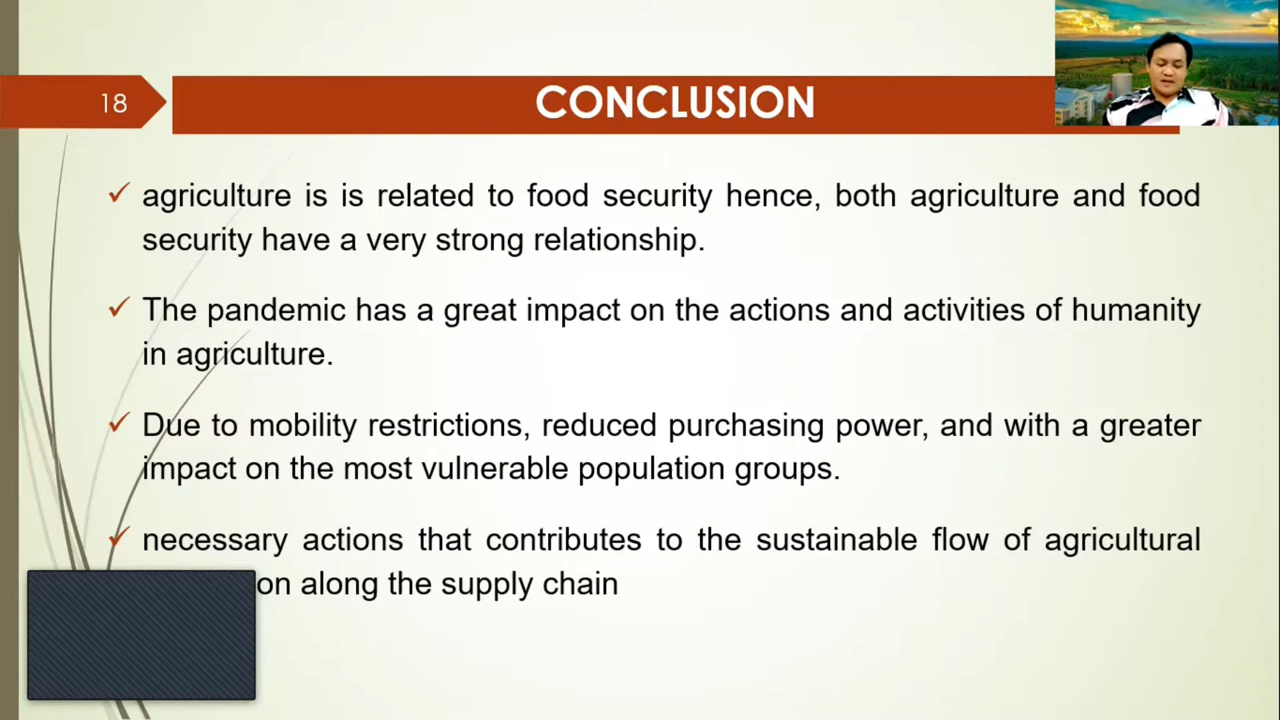 18
CONCLUSION
✓ agriculture is is related to food security hence, both agriculture and food
security have a very strong relationship.
✓ The pandemic has a great impact on the actions and activities of humanity
in agriculture.
✓ Due to mobility restrictions, reduced purchasing power, and with a greater
impact on the most vulnerable population groups.
✓ necessary actions that contributes to the sustainable flow of agricultural
along the supply chain